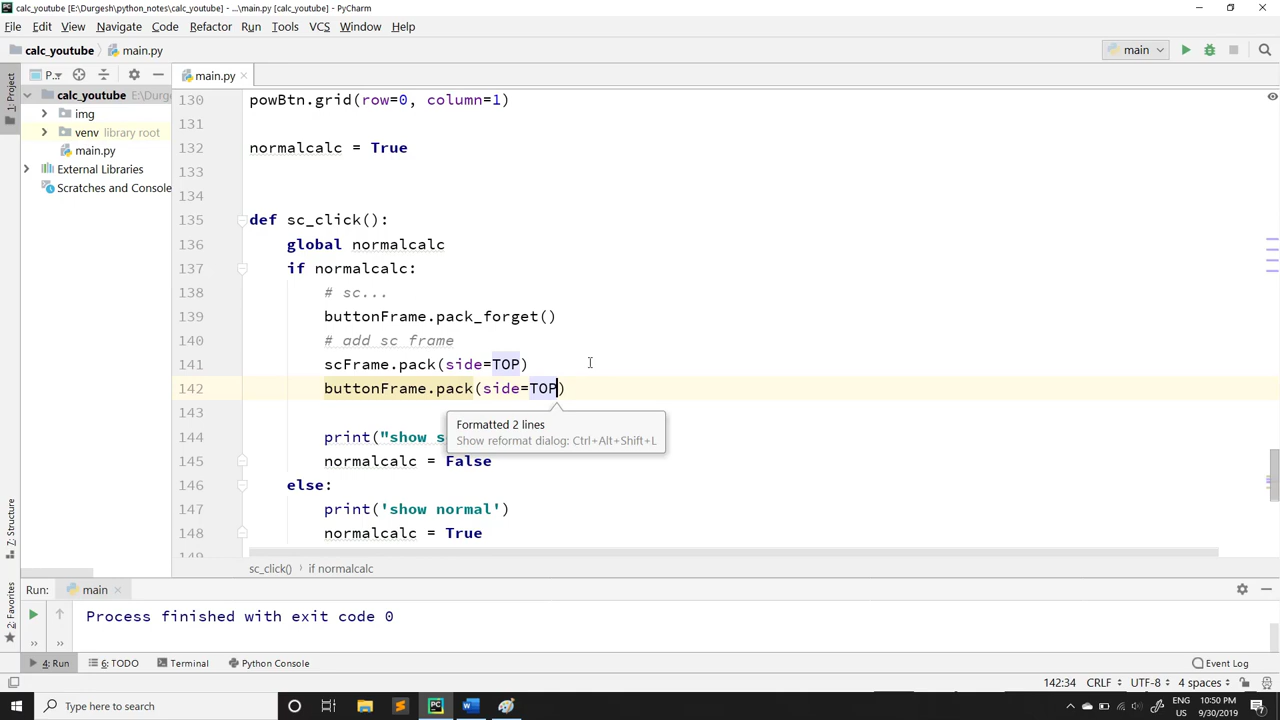 calc_youtube [E:\Durgesh\python_notes\calc_youtube] - ...\main.py [calc_youtube] - PyCharm
File Edit View Navigate Code Refactor Run Tools VCS Window Help
calc_youtube main.py main
P.. main.py
1: Project
calc_youtube E:\Durge
img
venv library root
main.py
External Libraries
Scratches and Console
130 powBtn.grid(row=0, column=1)
131
132 normalcalc = True
133
134
135 def sc_click():
136 global normalcalc
137 if normalcalc:
138 # sc...
139 buttonFrame.pack_forget()
140 # add sc frame
141 scFrame.pack(side=TOP)
142 buttonFrame.pack(side=TOP)
143
Formatted 2 lines
Show reformat dialog: Ctrl+Alt+Shift+L
144 print("show s
145 normalcalc = False
146 else:
147 print('show normal')
148 normalcalc = True
149
sc_click() if normalcalc
Z: Structure
2: Favorites
Run: main
Process finished with exit code 0
4: Run 6: TODO Terminal Python Console Event Log
142:34 CRLF UTF-8 4 spaces
Type here to search
ENG 10:50 PM
US 9/30/2019